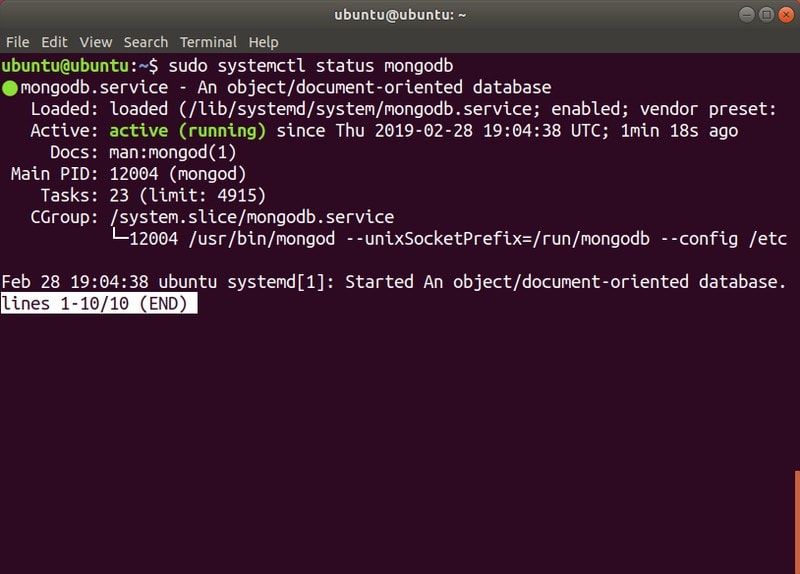 ubuntu@ubuntu: ~
File Edit View Search Terminal Help
ubuntu@ubuntu:~$ sudo systemctl status mongodb
●mongodb.service - An object/document-oriented database
Loaded: loaded (/lib/systemd/system/mongodb.service; enabled; vendor preset:
Active: active (running) since Thu 2019-02-28 19:04:38 UTC; 1min 18s ago
Docs: man:mongod(1)
Main PID: 12004 (mongod)
Tasks: 23 (limit: 4915)
CGroup: /system.slice/mongodb.service
└─12004 /usr/bin/mongod --unixSocketPrefix=/run/mongodb --config /etc
Feb 28 19:04:38 ubuntu systemd[1]: Started An object/document-oriented database.
lines 1-10/10 (END)